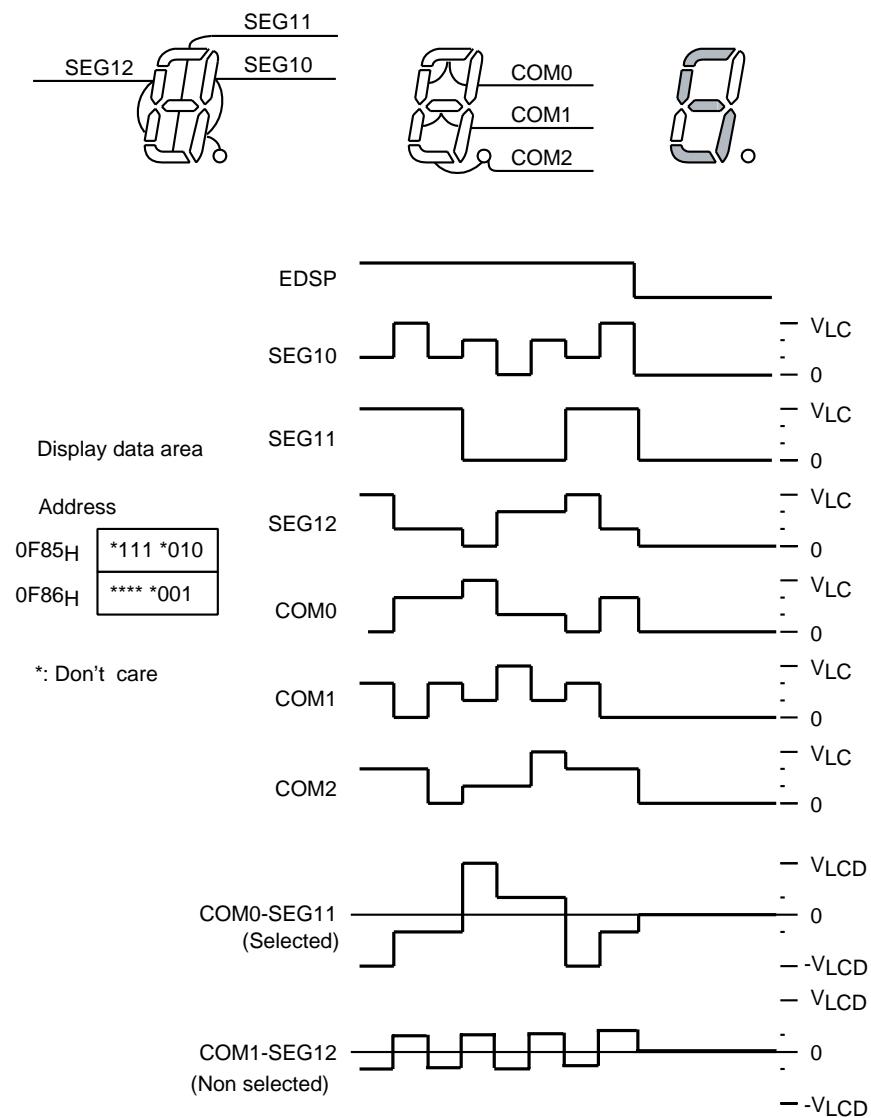 SEG11
SEG12
SEG10
COM0
COM1
COM2
EDSP
SEG10
VLC
0
SEG11
VLC
0
Display data area
SEG12
VLC
0
Address
0F85H
*111 *010
0F86H
**** *001
COM0
VLC
0
*: Don't care
COM1
VLC
0
COM2
VLC
0
COM0-SEG11
(Selected)
VLCD
0
-VLCD
COM1-SEG12
(Non selected)
VLCD
0
-VLCD